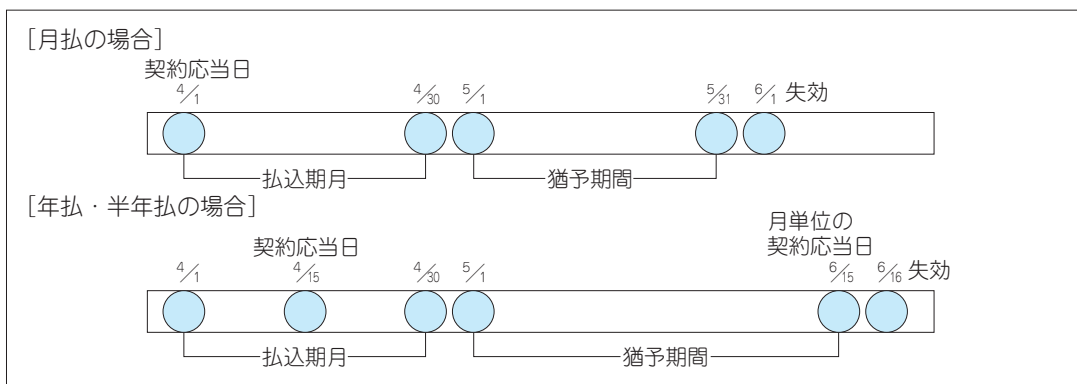 [月払の場合]
契約応当日
4/1 4/30 5/1 5/31 6/1 失効
払込期月 猶予期間
[年払・半年払の場合]
月単位の
契約応当日 契約応当日
4/1 4/15 4/30 5/1 6/15 6/16 失効
払込期月 猶予期間